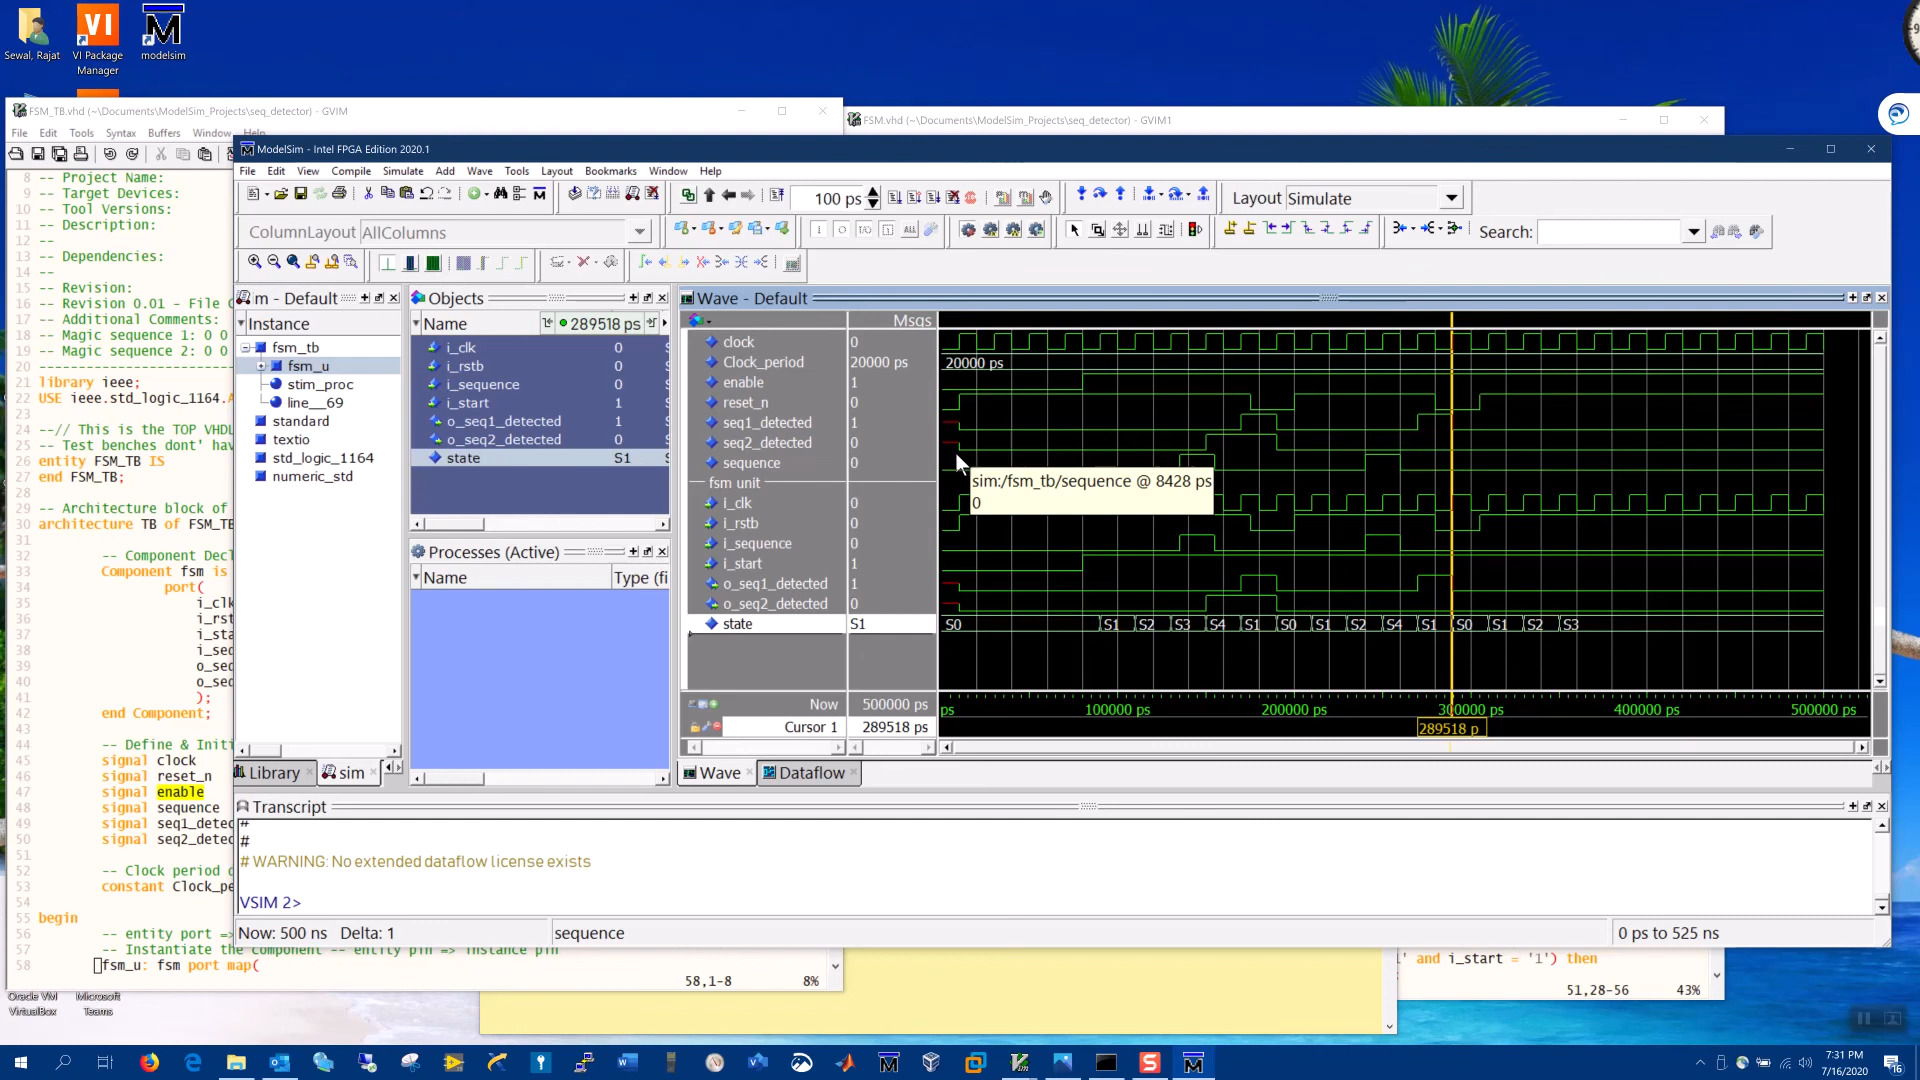 Sewal, Rajat
VI Package Manager
modelsim
FSM_TB.vhd (~\Documents\ModelSim_Projects\seq_detector) - GVIM
File Edit Tools Syntax Buffers Window Help
8 -- Project Name:
9 -- Target Devices:
10 -- Tool Versions:
11 -- Description:
12 --
13 -- Dependencies:
14 --
15 -- Revision:
16 -- Revision 0.01 - File C
17 -- Additional Comments:
18 -- Magic sequence 1: 0 0
19 -- Magic sequence 2: 0 0
20
21 library ieee;
22 USE ieee.std_logic_1164.A
23
24 --// This is the TOP VHDL
25 -- Test benches dont' hav
26 entity FSM_TB IS
27 end FSM_TB;
28
29 -- Architecture block of
30 architecture TB of FSM_TB
31
32 -- Component Decl
33 Component fsm is
34 port(
35 i_clk
36 i_rst
37 i_sta
38 i_sec
39 o_sec
40 o_sec
41 );
42 end Component;
43
44 -- Define & Initi
45 signal clock
46 signal reset_n
47 signal enable
48 signal sequence
49 signal seq1_detec
50 signal seq2_detec
51
52 -- Clock period c
53 constant Clock_pe
54
55 begin
56 -- entity port =>
57 -- Instantiate the component -- entity pin => instance pin
58 fsm_u: fsm port map(
58,1-8 8%
FSM.vhd (~\Documents\ModelSim_Projects\seq_detector) - GVIM1
ModelSim - Intel FPGA Edition 2020.1
File Edit View Compile Simulate Add Wave Tools Layout Bookmarks Window Help
100 ps
Layout Simulate
ColumnLayout AllColumns
Search:
m - Default
Instance
fsm_tb
fsm_u
stim_proc
line__69
standard
textio
std_logic_1164
numeric_std
Library sim
Objects
Name 289518 ps
i_clk 0
i_rstb 0
i_sequence 0
i_start 1
o_seq1_detected 1
o_seq2_detected 0
state S1
Processes (Active)
Name Type (fi
Wave - Default
Msgs
clock 0
Clock_period 20000 ps 20000 ps
enable 1
reset_n 0
seq1_detected 1
seq2_detected 0
sequence 0
fsm unit
i_clk 0
i_rstb 0
i_sequence 0
i_start 1
o_seq1_detected 1
o_seq2_detected 0
state S1 S0 S1 S2 S3 S4 S1 S0 S1 S2 S4 S1 S0 S1 S2 S3
sim:/fsm_tb/sequence @ 8428 ps
0
Now 500000 ps ps 100000 ps 200000 ps 300000 ps 400000 ps 500000 ps
Cursor 1 289518 ps 289518 p
Wave Dataflow
Transcript
#
#
# WARNING: No extended dataflow license exists
VSIM 2>
Now: 500 ns Delta: 1 sequence 0 ps to 525 ns
' and i_start = '1') then
51,28-56 43%
Oracle VM VirtualBox
Microsoft Teams
7:31 PM
7/16/2020
16